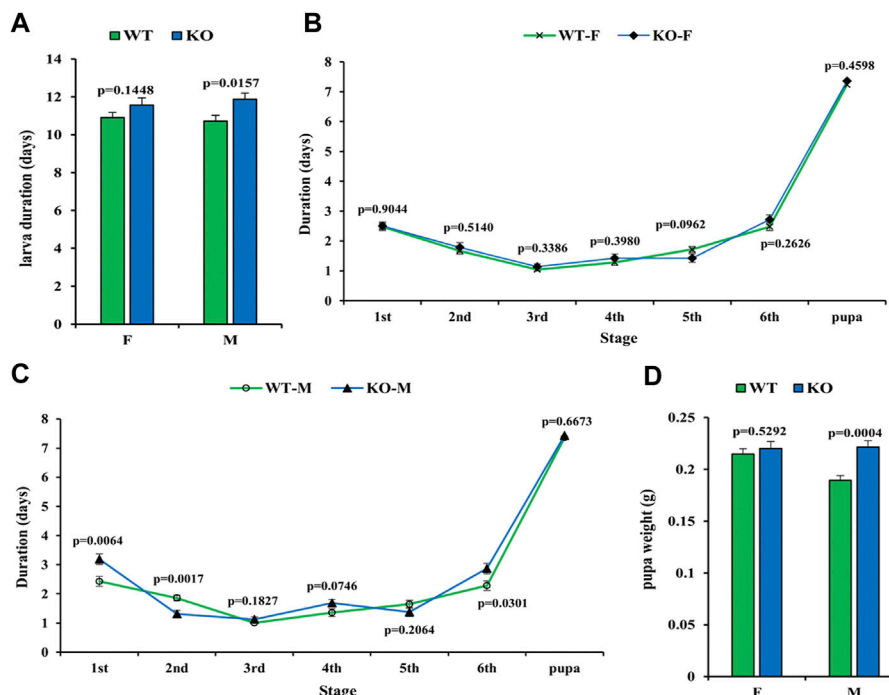 A
WT KO
larva duration (days)
14
12
10
8
6
4
2
0
p=0.1448
p=0.0157
F M
B
WT-F KO-F
Duration (days)
8
7
6
5
4
3
2
1
0
p=0.9044
p=0.5140
p=0.3386
p=0.3980
p=0.0962
p=0.2626
p=0.4598
1st 2nd 3rd 4th 5th 6th pupa
Stage
C
WT-M KO-M
Duration (days)
8
7
6
5
4
3
2
1
0
p=0.0064
p=0.0017
p=0.1827
p=0.0746
p=0.2064
p=0.0301
p=0.6673
1st 2nd 3rd 4th 5th 6th pupa
Stage
D
WT KO
pupa weight (g)
0.25
0.2
0.15
0.1
0.05
0
p=0.5292
p=0.0004
F M